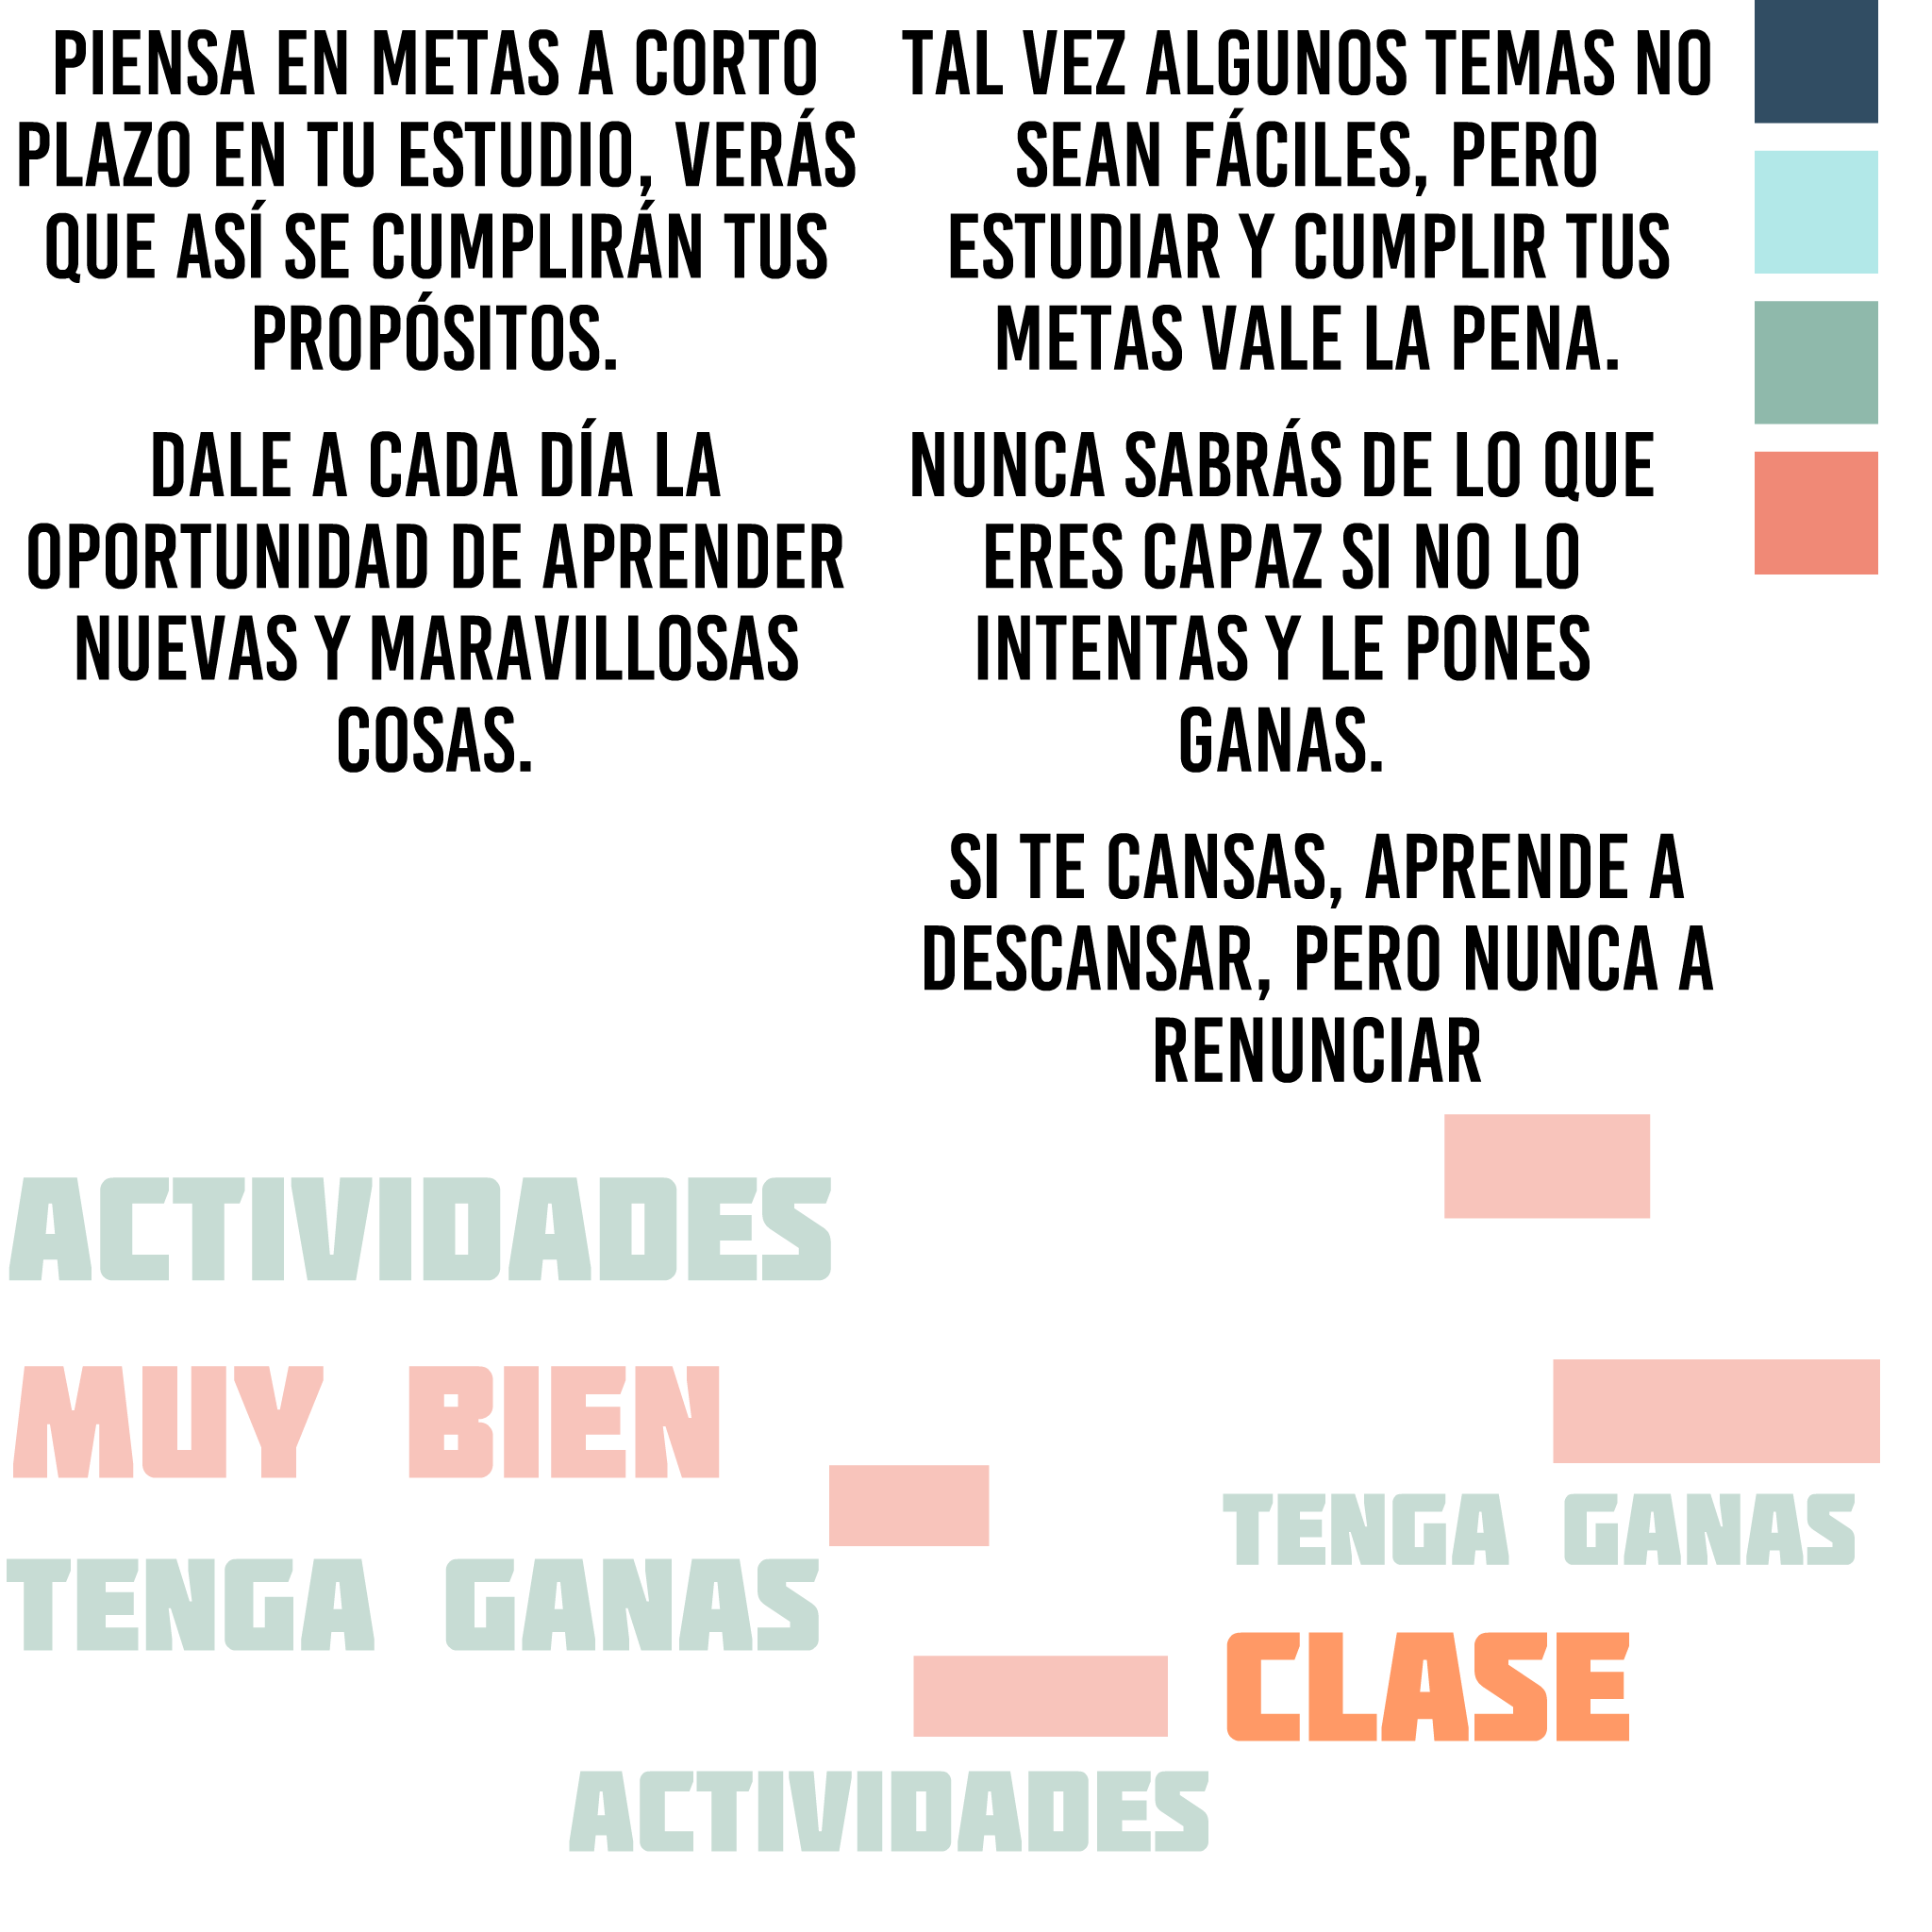 PIENSA EN METAS A CORTO
PLAZO EN TU ESTUDIO, VERÁS
QUE ASÍ SE CUMPLIRÁN TUS
PROPÓSITOS.
TAL VEZ ALGUNOS TEMAS NO
SEAN FÁCILES, PERO
ESTUDIAR Y CUMPLIR TUS
METAS VALE LA PENA.
DALE A CADA DÍA LA
OPORTUNIDAD DE APRENDER
NUEVAS Y MARAVILLOSAS
COSAS.
NUNCA SABRÁS DE LO QUE
ERES CAPAZ SI NO LO
INTENTAS Y LE PONES
GANAS.
SI TE CANSAS, APRENDE A
DESCANSAR, PERO NUNCA A
RENUNCIAR
ACTIVIDADES
MUY BIEN
TENGA GANAS
TENGA GANAS
CLASE
ACTIVIDADES